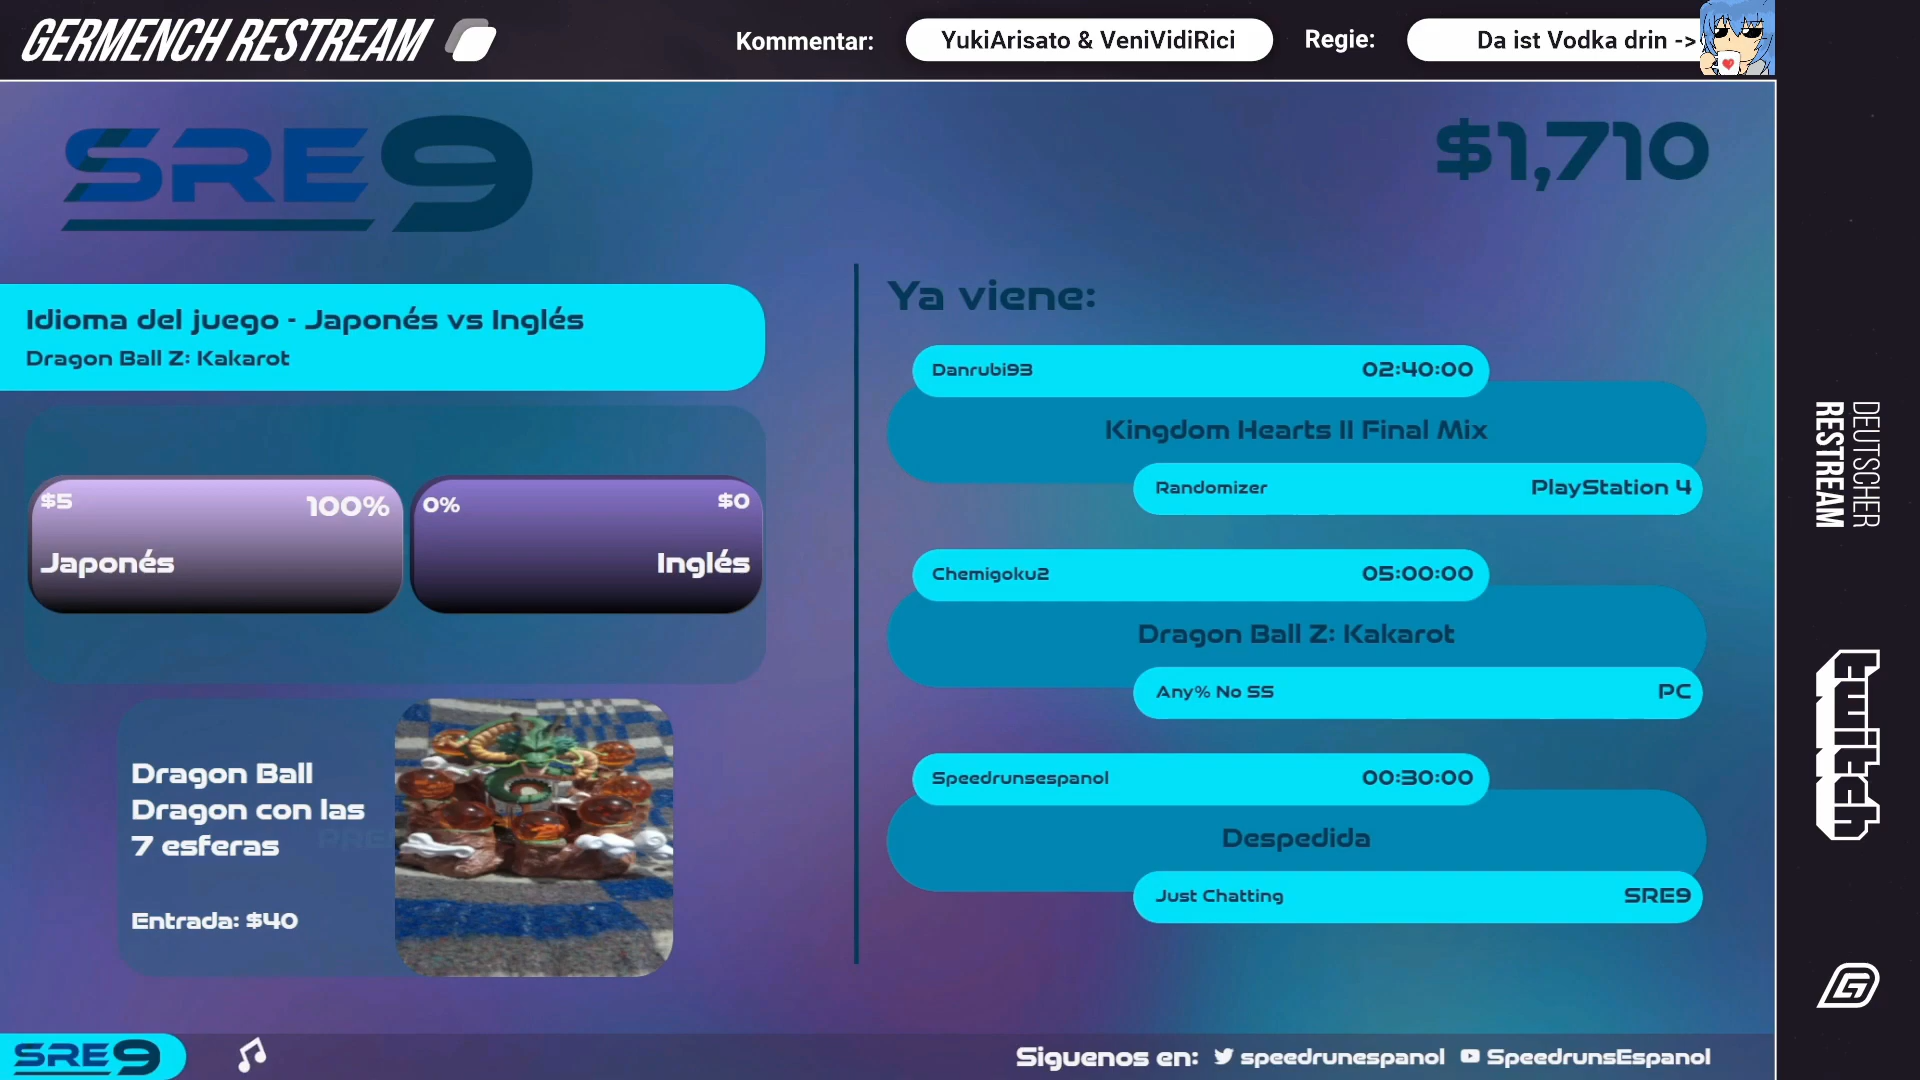 GERMENCH RESTREAM
Kommentar:
YukiArisato & VeniVidiRici
Regie:
Da ist Vodka drin ->
SRE9
$1,710
Idioma del juego - Japonés vs Inglés
Dragon Ball Z: Kakarot
$5
100%
Japonés
0%
$0
Inglés
Dragon Ball
Dragon con las
7 esferas
Entrada: $40
Ya viene:
Danrubi93
02:40:00
Kingdom Hearts II Final Mix
Randomizer
PlayStation 4
Chemigoku2
05:00:00
Dragon Ball Z: Kakarot
Any% No SS
PC
Speedrunsespanol
00:30:00
Despedida
Just Chatting
SRE9
DEUTSCHER
RESTREAM
twitch
G
SRE9
Siguenos en:
speedrunespanol
SpeedrunsEspanol